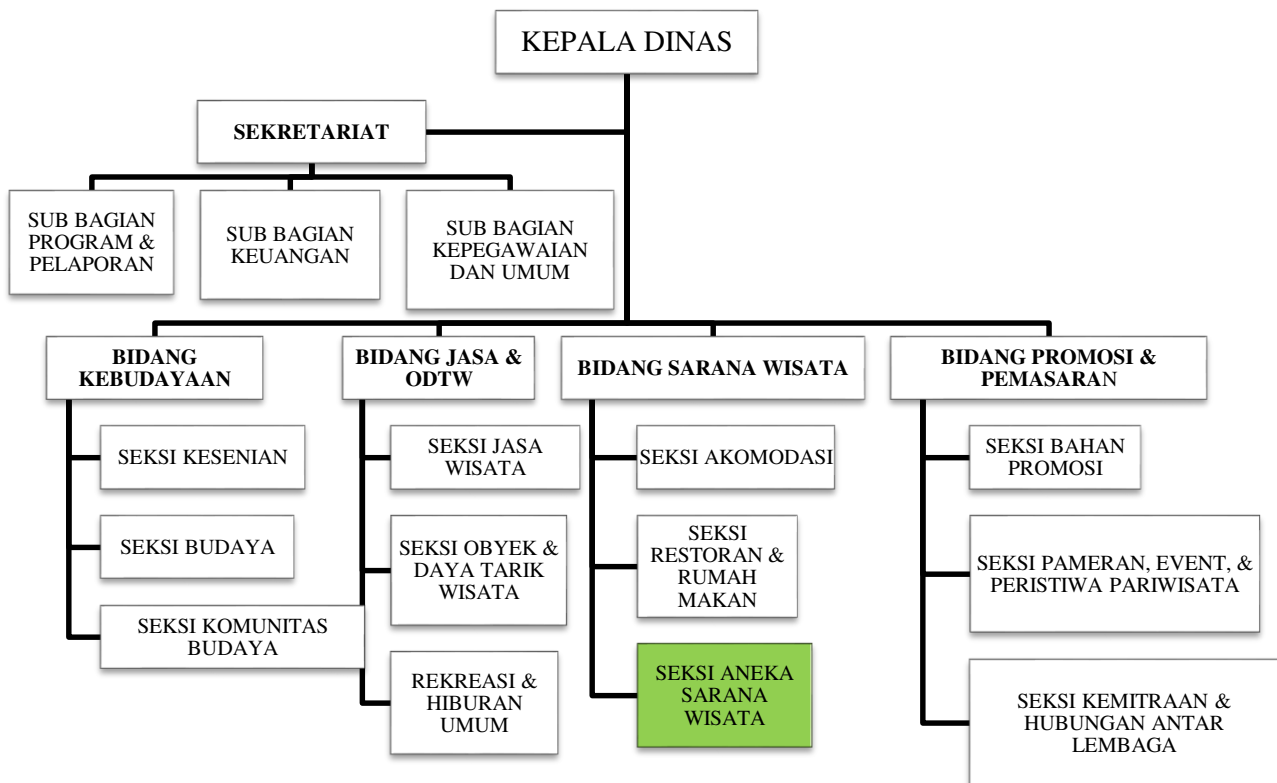 KEPALA DINAS
SEKRETARIAT
SUB BAGIAN
PROGRAM &
PELAPORAN
SUB BAGIAN
KEUANGAN
SUB BAGIAN
KEPEGAWAIAN
DAN UMUM
BIDANG
KEBUDAYAAN
SEKSI KESENIAN
SEKSI BUDAYA
SEKSI KOMUNITAS
BUDAYA
BIDANG JASA &
ODTW
SEKSI JASA
WISATA
SEKSI OBYEK &
DAYA TARIK
WISATA
REKREASI &
HIBURAN
UMUM
BIDANG SARANA WISATA
SEKSI AKOMODASI
SEKSI
RESTORAN &
RUMAH
MAKAN
SEKSI ANEKA
SARANA
WISATA
BIDANG PROMOSI &
PEMASARAN
SEKSI BAHAN
PROMOSI
SEKSI PAMERAN, EVENT, &
PERISTIWA PARIWISATA
SEKSI KEMITRAAN &
HUBUNGAN ANTAR
LEMBAGA